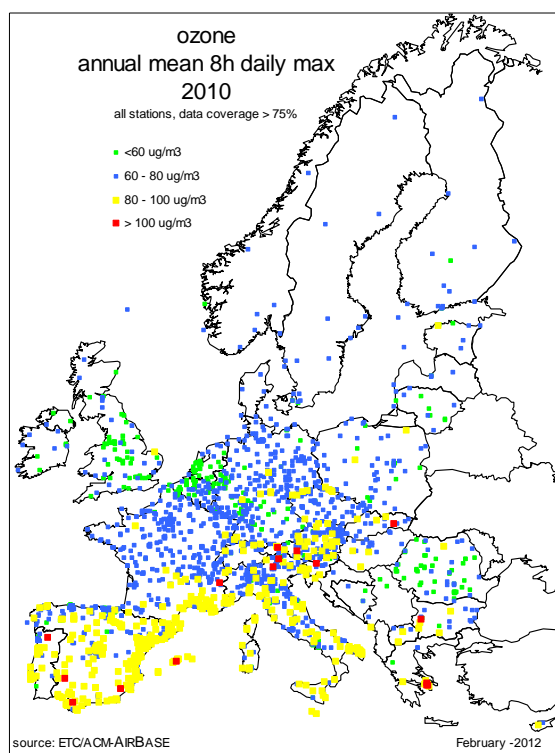 ozone
annual mean 8h daily max
2010
all stations, data coverage > 75%
<60 ug/m3
60 - 80 ug/m3
80 - 100 ug/m3
> 100 ug/m3
source: ETC/ACM-AIRBASE
February -2012